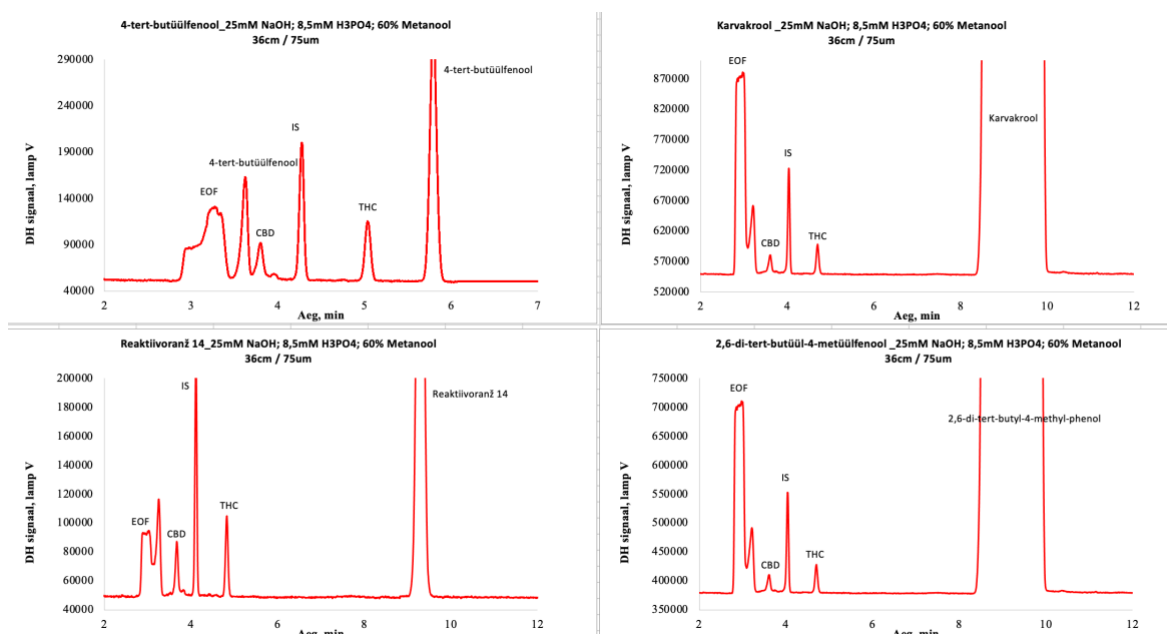 4-tert-butüülfenool_25mM NaOH; 8,5mM H3PO4; 60% Metanool
36cm / 75um
290000
240000
190000
140000
90000
40000
DH signaal, lamp V
EOF
4-tert-butüülfenool
CBD
IS
THC
4-tert-butüülfenool
2
3
4
5
6
7
Aeg, min
Karvakrool _25mM NaOH; 8,5mM H3PO4; 60% Metanool
36cm / 75um
870000
820000
770000
720000
670000
620000
570000
520000
DH signaal, lamp V
EOF
CBD
IS
THC
Karvakrool
2
4
6
8
10
12
Aeg, min
Reaktiivoranž 14_25mM NaOH; 8,5mM H3PO4; 60% Metanool
36cm / 75um
200000
180000
160000
140000
120000
100000
80000
60000
40000
DH signaal, lamp V
EOF
CBD
IS
THC
Reaktiivoranž 14
2
4
6
8
10
12
Aeg, min
2,6-di-tert-butüül-4-metüülfenool _25mM NaOH; 8,5mM H3PO4; 60% Metanool
36cm / 75um
750000
700000
650000
600000
550000
500000
450000
400000
350000
DH signaal, lamp V
EOF
CBD
IS
THC
2,6-di-tert-butyl-4-methyl-phenol
2
4
6
8
10
12
Aeg, min